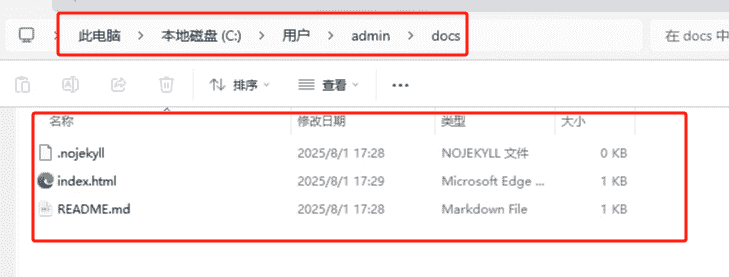 此电脑 > 本地磁盘 (C:) > 用户 > admin > docs
在 docs 中
排序 查看 ...
名称 修改日期 类型 大小
.nojekyll 2025/8/1 17:28 NOJEKYLL 文件 0 KB
index.html 2025/8/1 17:29 Microsoft Edge ... 1 KB
README.md 2025/8/1 17:28 Markdown File 1 KB